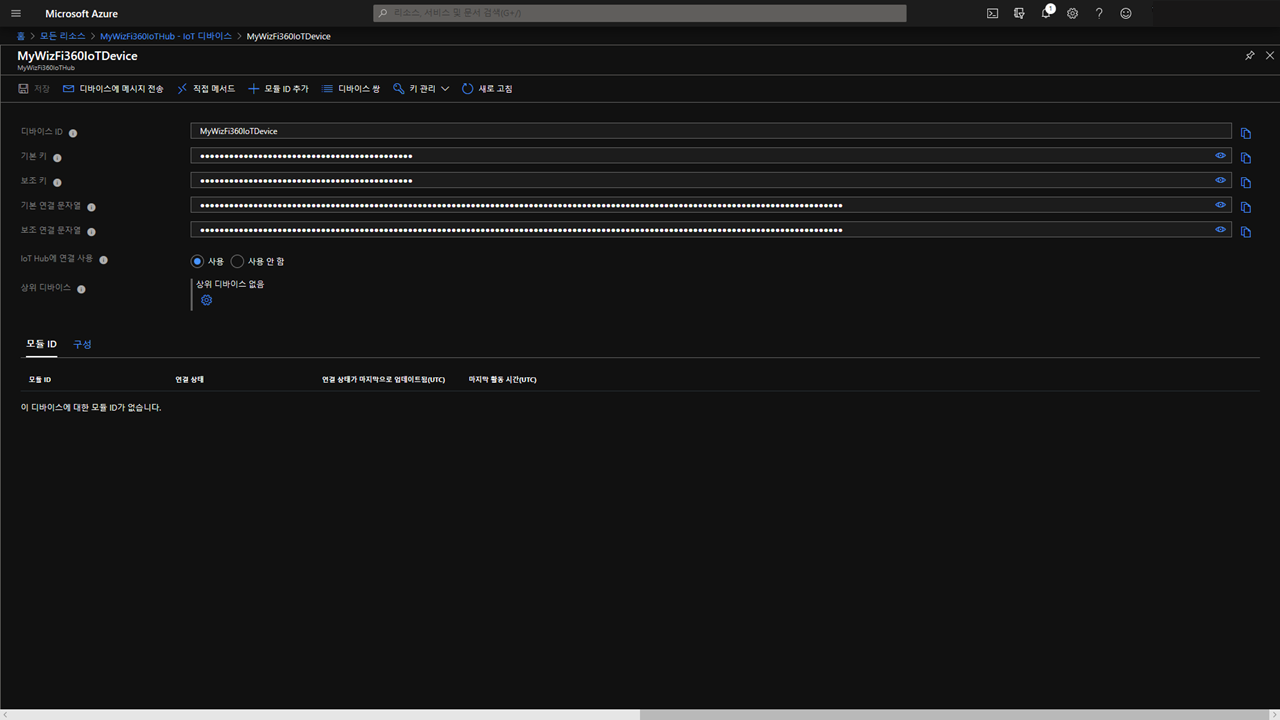 Microsoft Azure
리소스, 서비스 및 문서 검색(G+/)
1
홈 > 모든 리소스 > MyWizFi360IoTHub - IoT 디바이스 > MyWizFi360IoTDevice
MyWizFi360IoTDevice
MyWizFi360IoTHub
저장 디바이스에 메시지 전송 직접 메서드 모듈 ID 추가 디바이스 쌍 키 관리 새로 고침
디바이스 ID MyWizFi360IoTDevice
기본 키
보조 키
기본 연결 문자열
보조 연결 문자열
IoT Hub에 연결 사용 사용 사용 안 함
상위 디바이스 상위 디바이스 없음
모듈 ID 구성
모듈 ID 연결 상태 연결 상태가 마지막으로 업데이트됨(UTC) 마지막 활동 시간(UTC)
이 디바이스에 대한 모듈 ID가 없습니다.